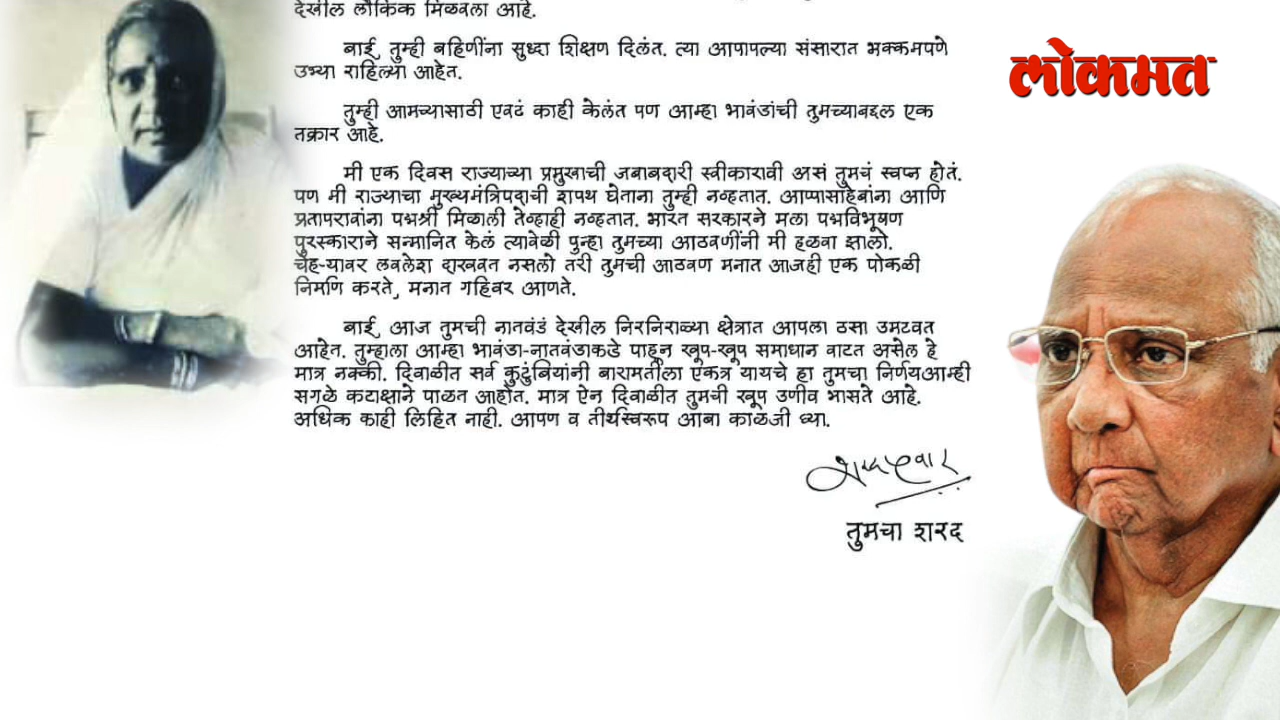 देखील लौकिक मिळवला आहे.
बाई, तुम्ही बहिणींना सुध्दा शिक्षण दिलंत. त्या आपापल्या संसारात भक्कमपणे
उभ्या राहिल्या आहेत.
तुम्ही आमच्यासाठी एवढं काही केलंत पण आम्हा भावंडांची तुमच्याबद्दल एक
तक्रार आहे.
मी एक दिवस राज्याच्या प्रमुखाची जबाबदारी स्वीकारावी असं तुमचं स्वप्न होतं.
पण मी राज्याचा मुख्यमंत्रिपदाची शपथ घेताना तुम्ही नव्हतात. आप्पासाहेबांना आणि
प्रतापरावांना पद्मश्री मिळाली तेव्हाही नव्हतात. भारत सरकारने मला पद्मविभूषण
पुरस्काराने सन्मानित केलं त्यावेळी पुन्हा तुमच्या आठवणींनी मी हळवा झालो.
चेह-यावर लवलेश दाखवत नसलो तरी तुमची आठवण मनात आजही एक पोकळी
निर्माण करते, मनात गहिवर आणते.
बाई, आज तुमची नातवंडं देखील निरनिराळ्या क्षेत्रात आपला ठसा उमटवत
आहेत. तुम्हाला आम्हा भावंडा-नातवंडाकडे पाहून खूप-खूप समाधान वाटत असेल हे
मात्र नक्की. दिवाळीत सर्व कुटुंबियांनी बारामतीला एकत्र यायचे हा तुमचा निर्णयआम्ही
सगळे कटाक्षाने पाळत आहोत. मात्र ऐन दिवाळीत तुमची खूप उणीव भासते आहे.
अधिक काही लिहित नाही. आपण व तीर्थस्वरूप आबा काळजी घ्या.
शरद पवार
तुमचा शरद
लोकमत